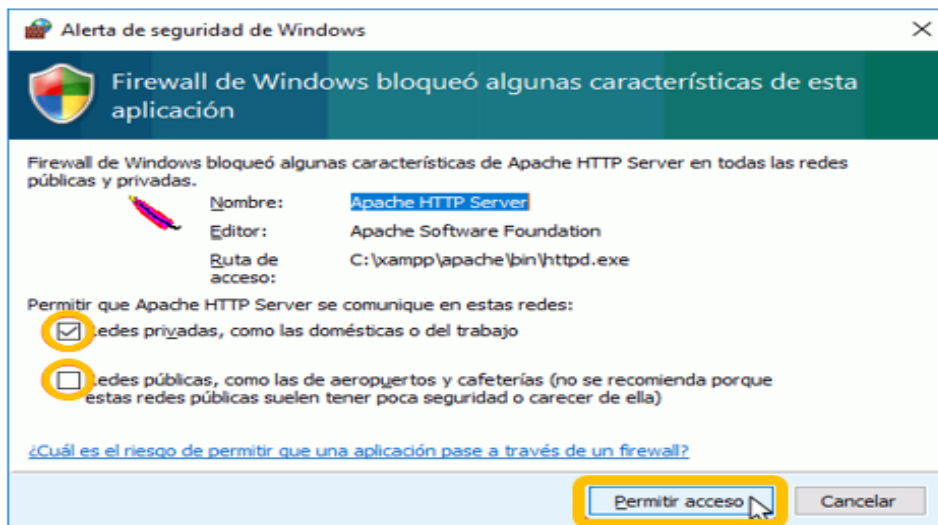 Alerta de seguridad de Windows
Firewall de Windows bloqueó algunas características de esta
aplicación
Firewall de Windows bloqueó algunas características de Apache HTTP Server en todas las redes
públicas y privadas.
Nombre: Apache HTTP Server
Editor: Apache Software Foundation
Ruta de acceso: C:\xampp\apache\bin\httpd.exe
Permitir que Apache HTTP Server se comunique en estas redes:
Redes privadas, como las domésticas o del trabajo
Redes públicas, como las de aeropuertos y cafeterías (no se recomienda porque
estas redes públicas suelen tener poca seguridad o carecer de ella)
¿Cuál es el riesgo de permitir que una aplicación pase a través de un firewall?
Permitir acceso Cancelar